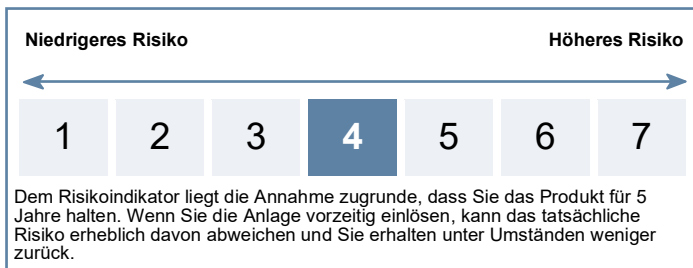 Niedrigeres Risiko Höheres Risiko
1 2 3 4 5 6 7
Dem Risikoindikator liegt die Annahme zugrunde, dass Sie das Produkt für 5
Jahre halten. Wenn Sie die Anlage vorzeitig einlösen, kann das tatsächliche
Risiko erheblich davon abweichen und Sie erhalten unter Umständen weniger
zurück.